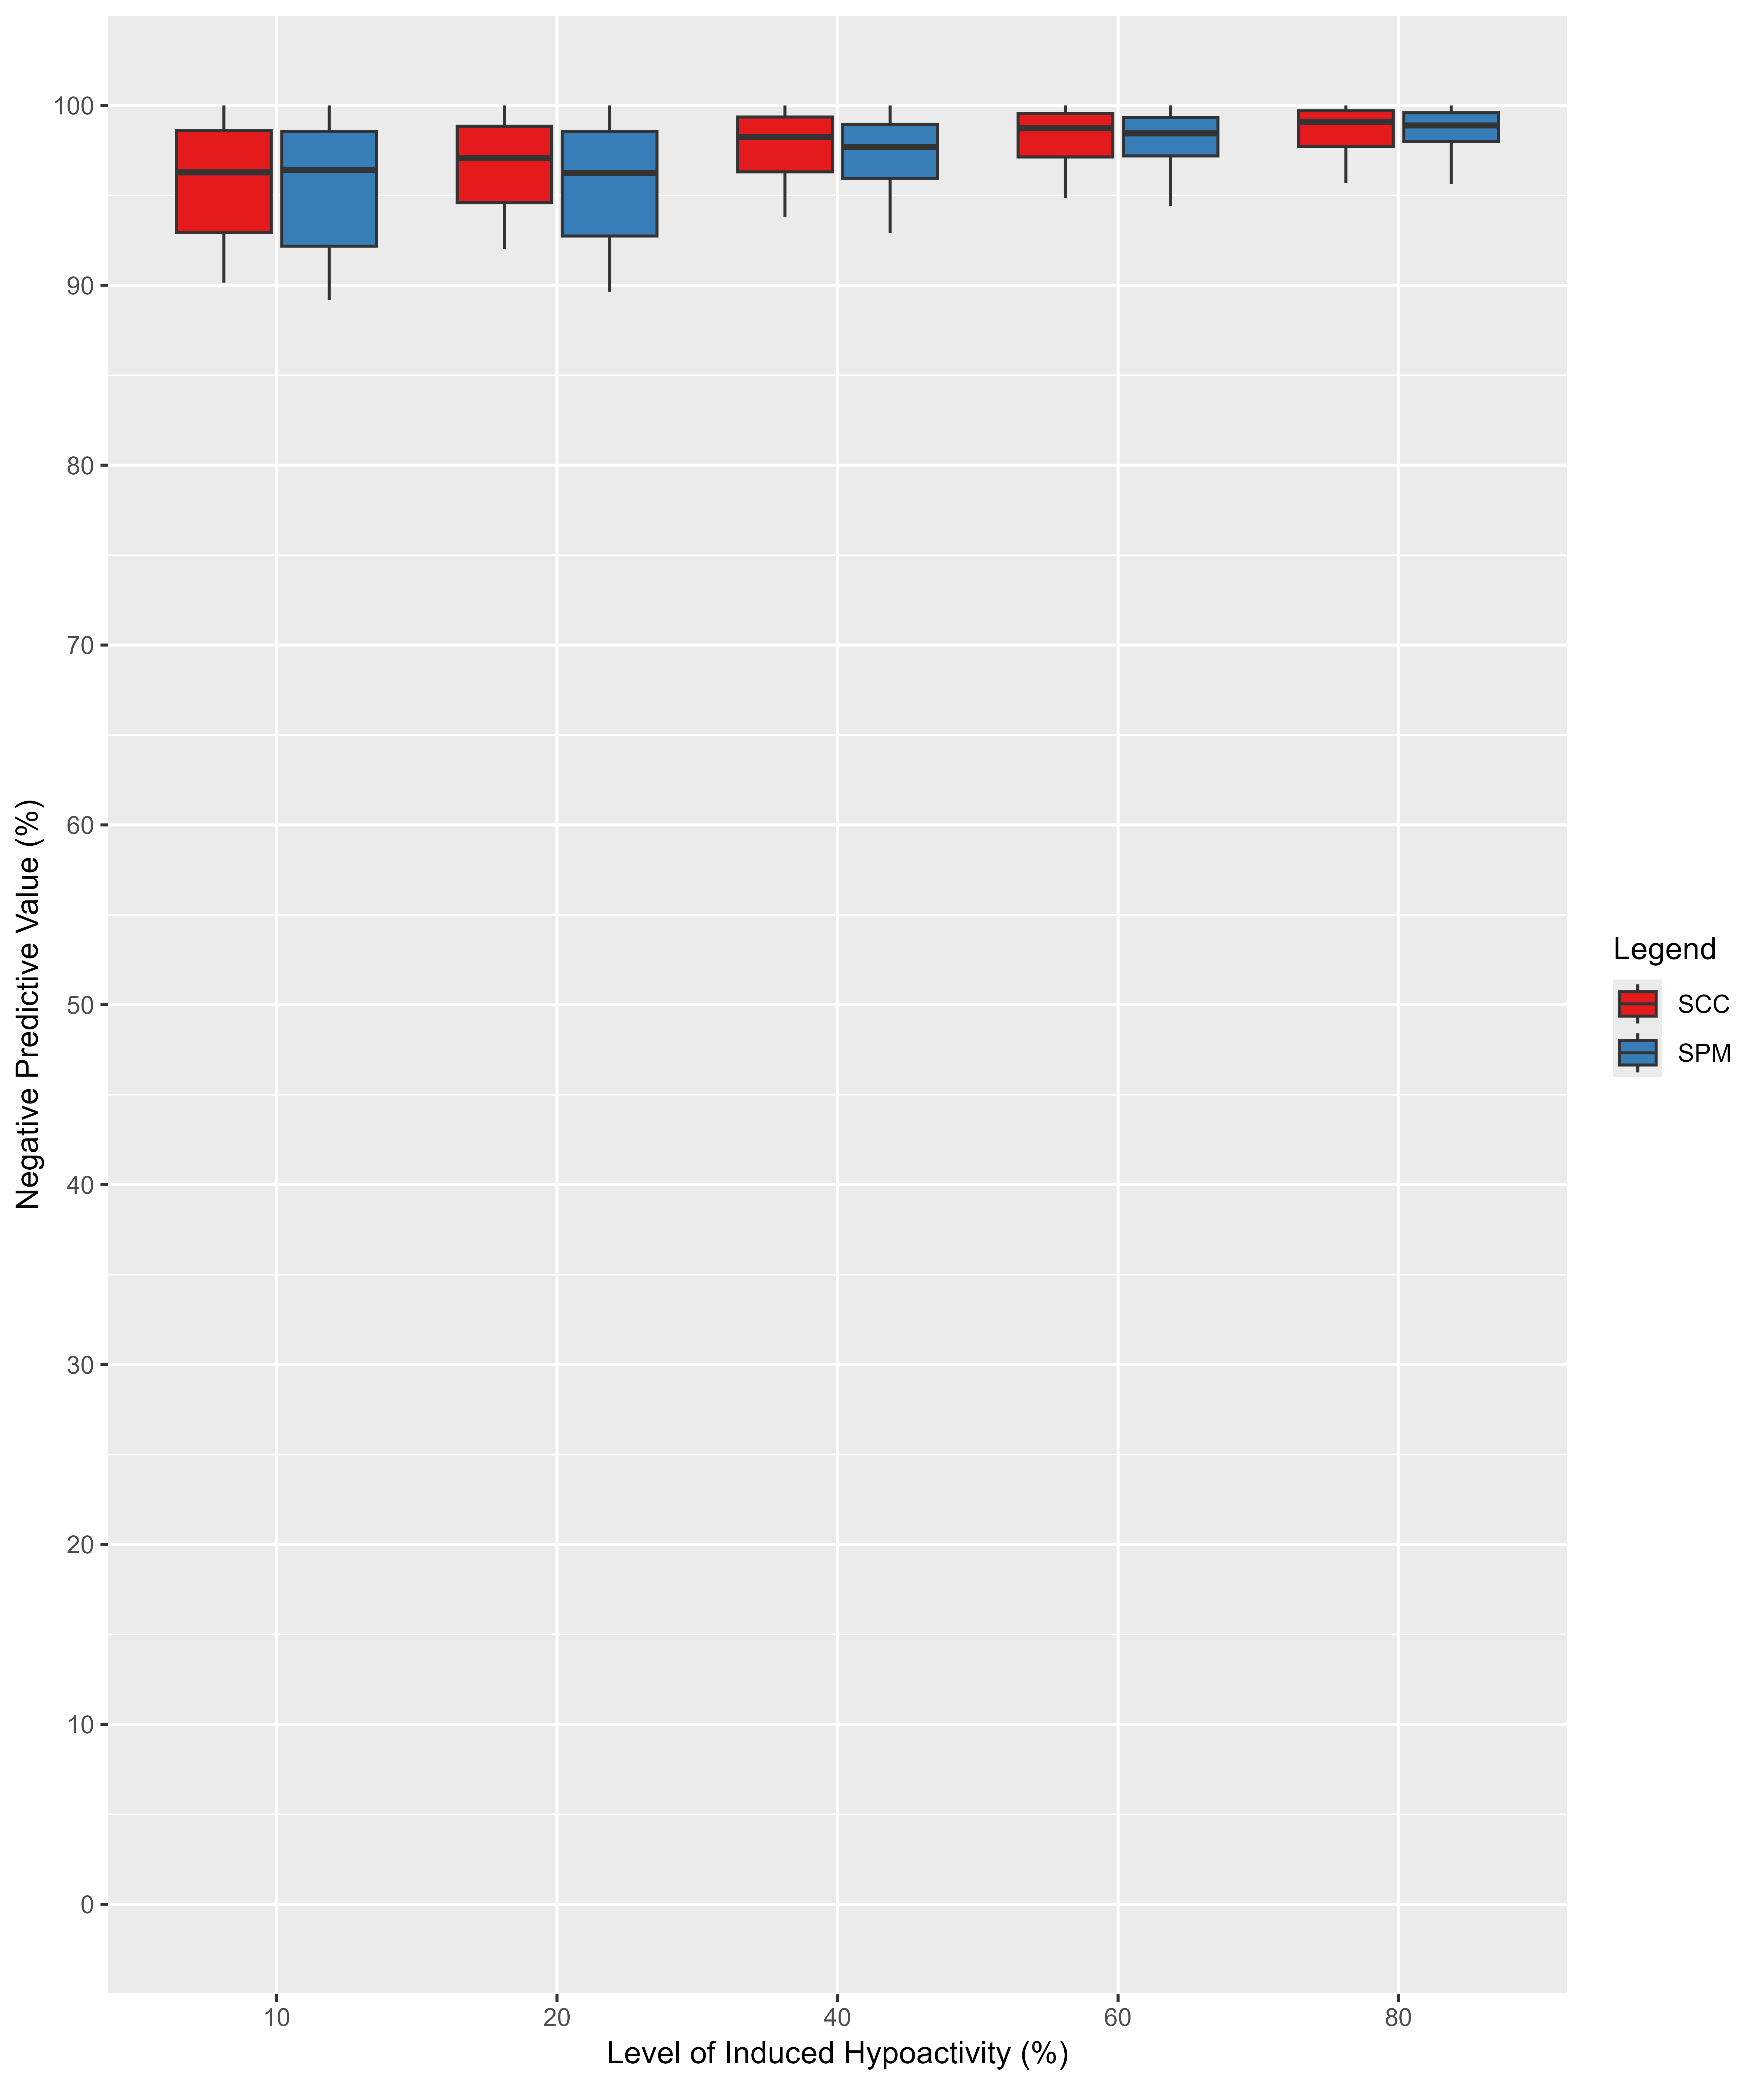 100
90
80
70
60
50
40
30
20
10
0
Negative Predictive Value (%)
10 20 40 60 80
Level of Induced Hypoactivity (%)
Legend
SCC
SPM